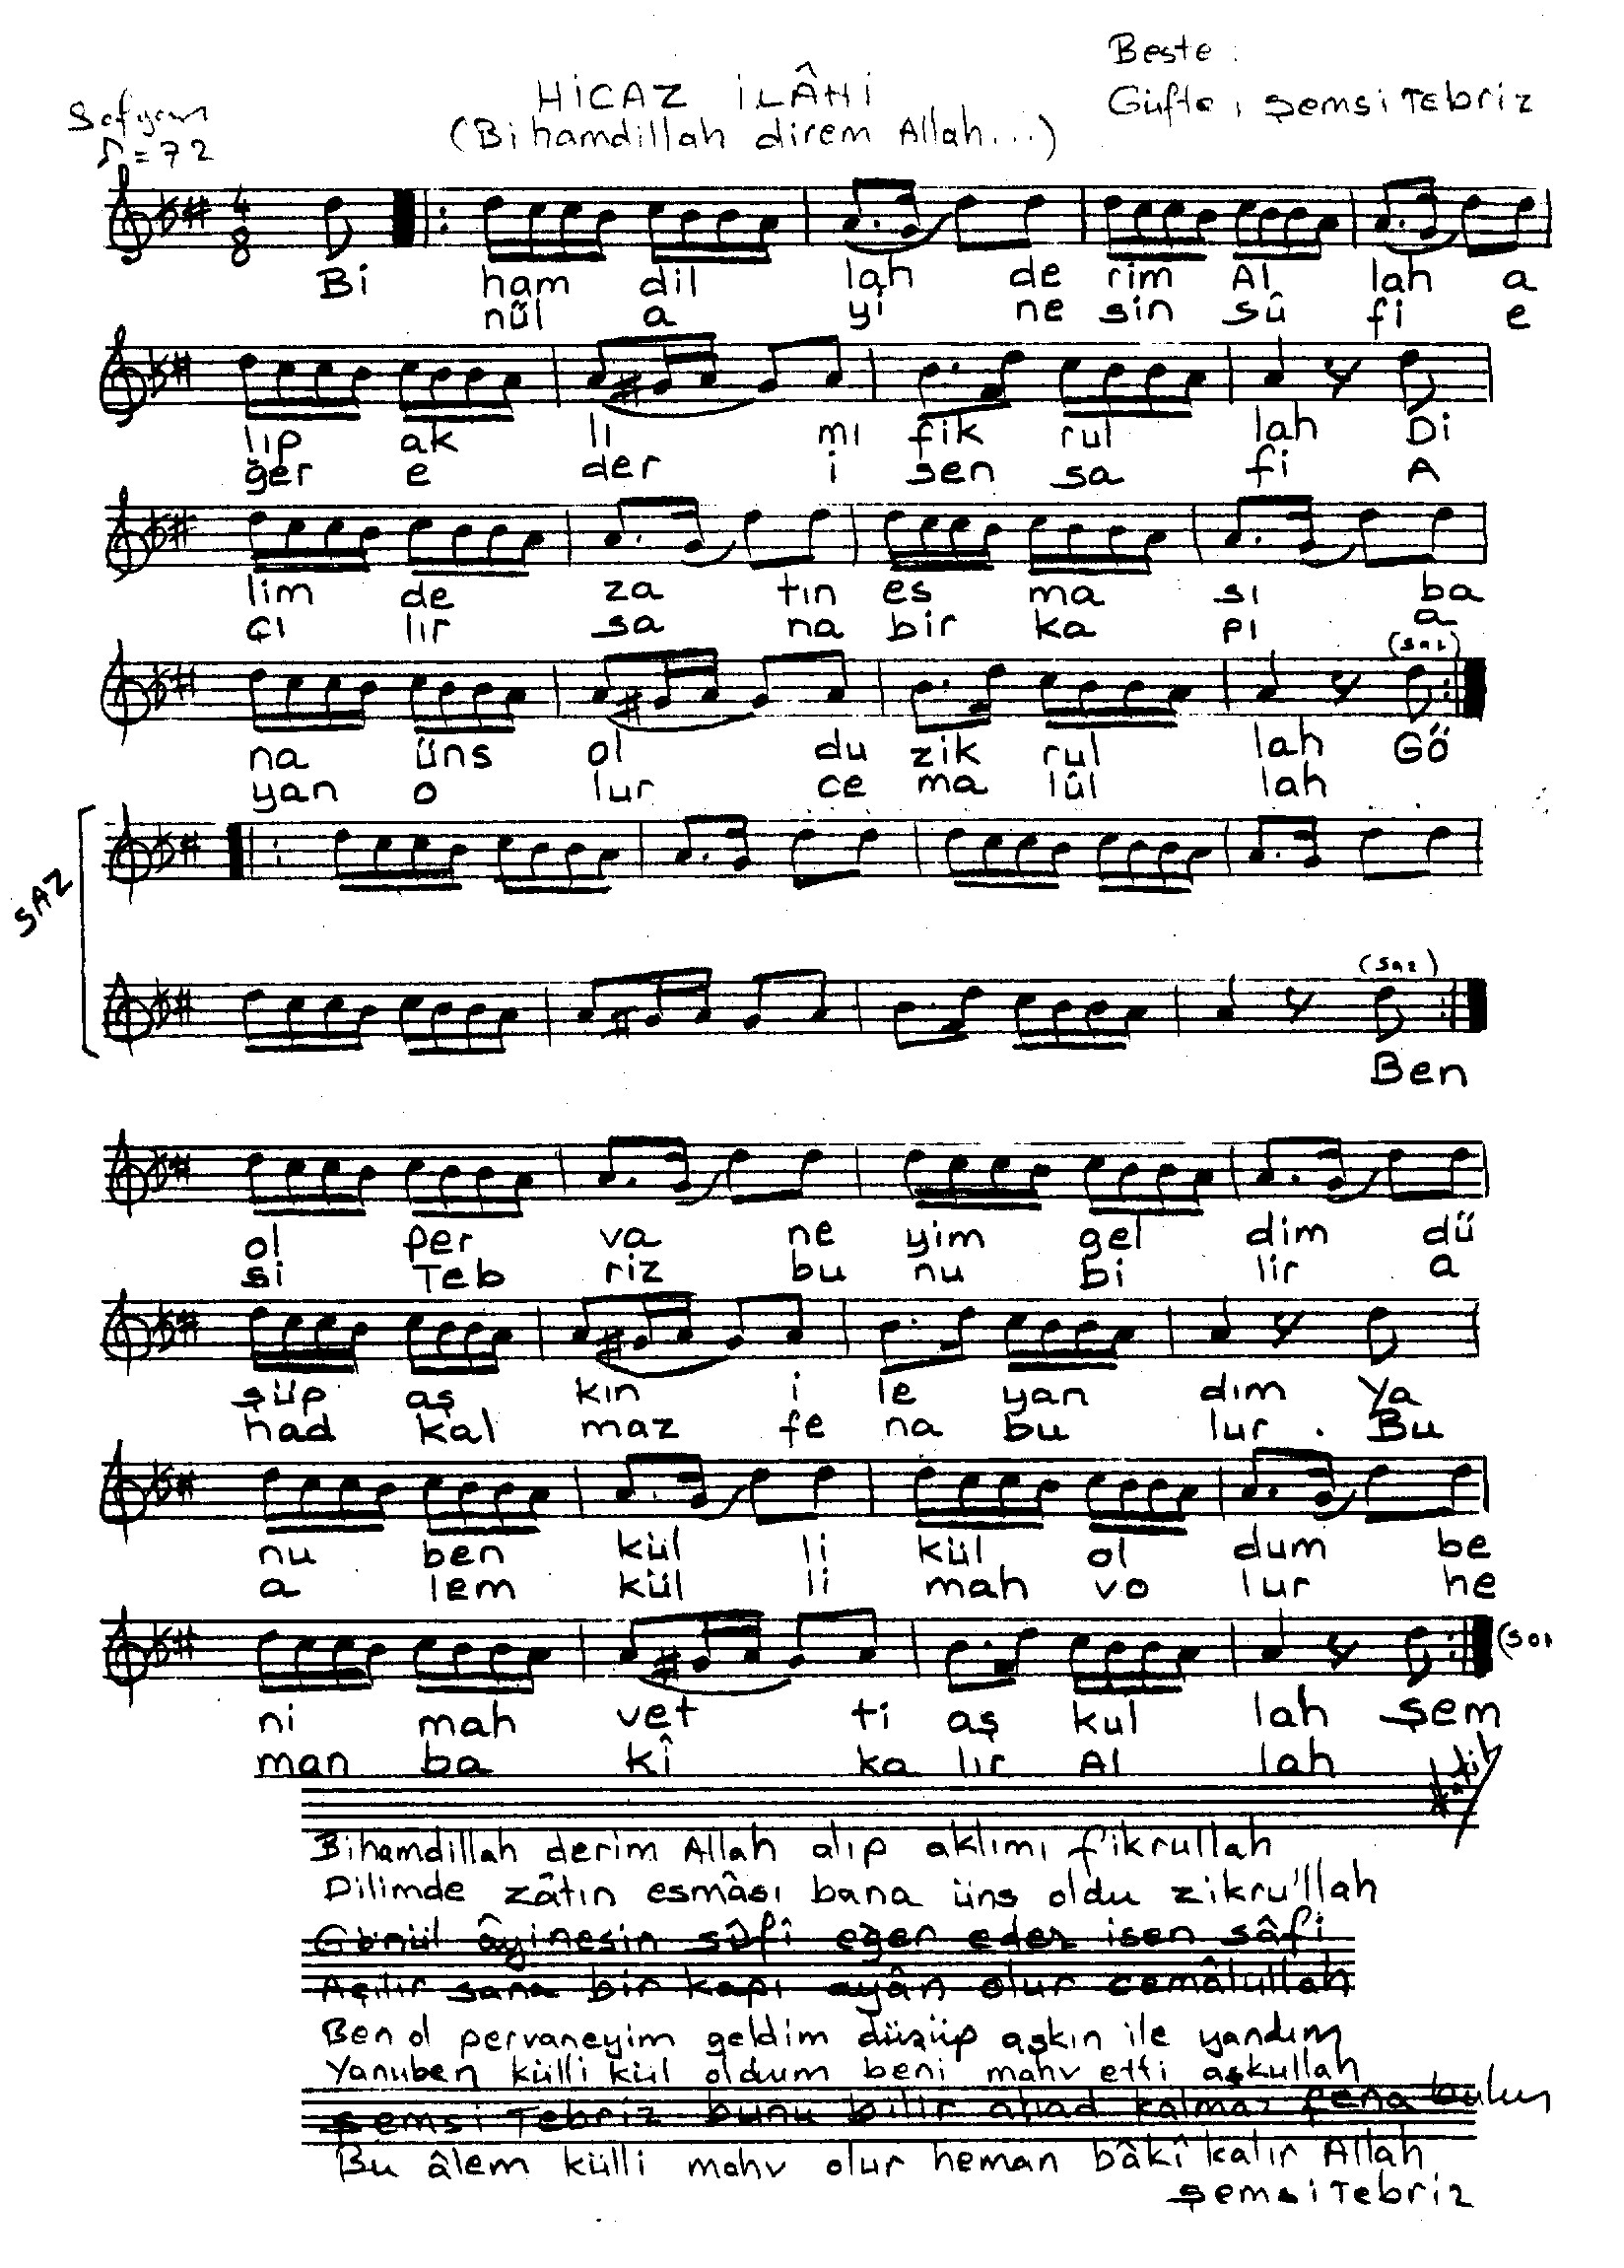 Beste :
HİCAZ İLÂHİ
Sofyan
Güfte : Şemsi Tebriz
(Bihamdillah direm Allah...)
♪ = 72
4
8
Bi ham dil lah de rim Al lah a
nül a yi ne sin sû fi e
lıp ak lı mı fik rul lah Di
ğer e der i sen sa fi A
lim de za tın es ma sı ba
çı lır sa na bir ka pı a
(saz)
na üns ol du zik rul lah Gö
yan o lur ce ma lûl lah
SAZ
(saz)
Ben
ol per va ne yim gel dim dü
si Teb riz bu nu bi lir a
şüp aş kın i le yan dım Ya
had kal maz fe na bu lur . Bu
nu ben kül li kül ol dum be
a lem kül li mah vo lur he
(son
ni mah vet ti aş kul lah Şem
man ba kî ka lır Al lah
Bihamdillah derim Allah alıp aklımı fikrullah
Dilimde zâtın esmâsı bana üns oldu zikru'llah
Gönül âyinesin sûfî eğer eder isen sâfi
Açılır sana bir kapı ayân olur cemâlullah
Ben ol pervaneyim geldim düşüp aşkın ile yandım
Yanuben külli kül oldum beni mahv etti aşkullah
Şemsi Tebriz bunu bilir ahad kalmaz fena bulur
Bu âlem külli mahv olur heman bâkî kalır Allah
Şemsi Tebriz